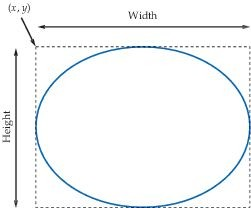 (x, y)
Width
Height